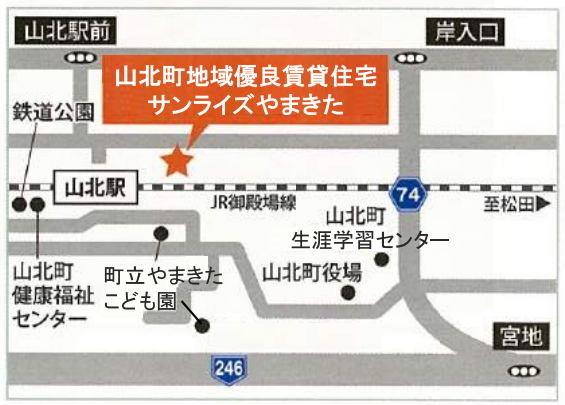 山北駅前
岸入口
山北町地域優良賃貸住宅
サンライズやまきた
鉄道公園
山北駅
JR御殿場線
74
至松田
山北町
生涯学習センター
山北町
健康福祉
センター
町立やまきた
こども園
山北町役場
宮地
246